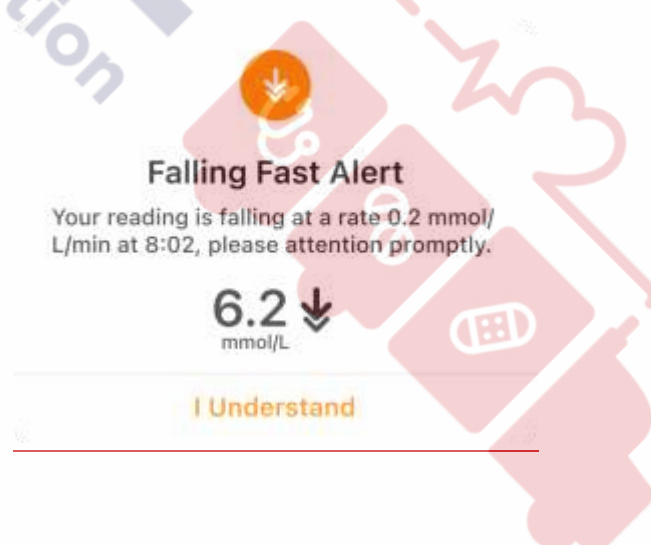 tion
Falling Fast Alert
Your reading is falling at a rate 0.2 mmol/
L/min at 8:02, please attention promptly.
6.2
mmol/L
I Understand